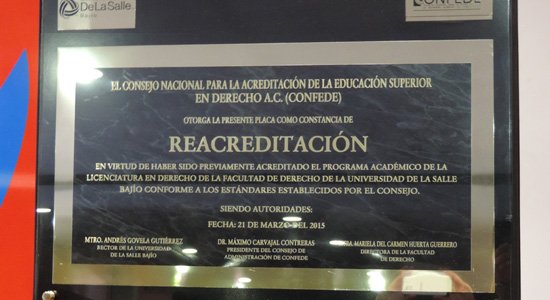 DeLaSalle
Bajío
CONFEDE
EL CONSEJO NACIONAL PARA LA ACREDITACIÓN DE LA EDUCACIÓN SUPERIOR
EN DERECHO A.C. (CONFEDE)
OTORGA LA PRESENTE PLACA COMO CONSTANCIA DE
REACREDITACIÓN
EN VIRTUD DE HABER SIDO PREVIAMENTE ACREDITADO EL PROGRAMA ACADÉMICO DE LA
LICENCIATURA EN DERECHO DE LA FACULTAD DE DERECHO DE LA UNIVERSIDAD DE LA SALLE
BAJÍO CONFORME A LOS ESTÁNDARES ESTABLECIDOS POR EL CONSEJO.
SIENDO AUTORIDADES:
FECHA: 21 DE MARZO DEL 2015
MTRO. ANDRÉS GOVELA GUTIÉRREZ
RECTOR DE LA UNIVERSIDAD
DE LA SALLE BAJÍO
DR. MÁXIMO CARVAJAL CONTRERAS
PRESIDENTE DEL CONSEJO DE
ADMINISTRACIÓN DE CONFEDE
MARIELA DEL CARMEN HUERTA GUERRERO
DIRECTORA DE LA FACULTAD
DE DERECHO